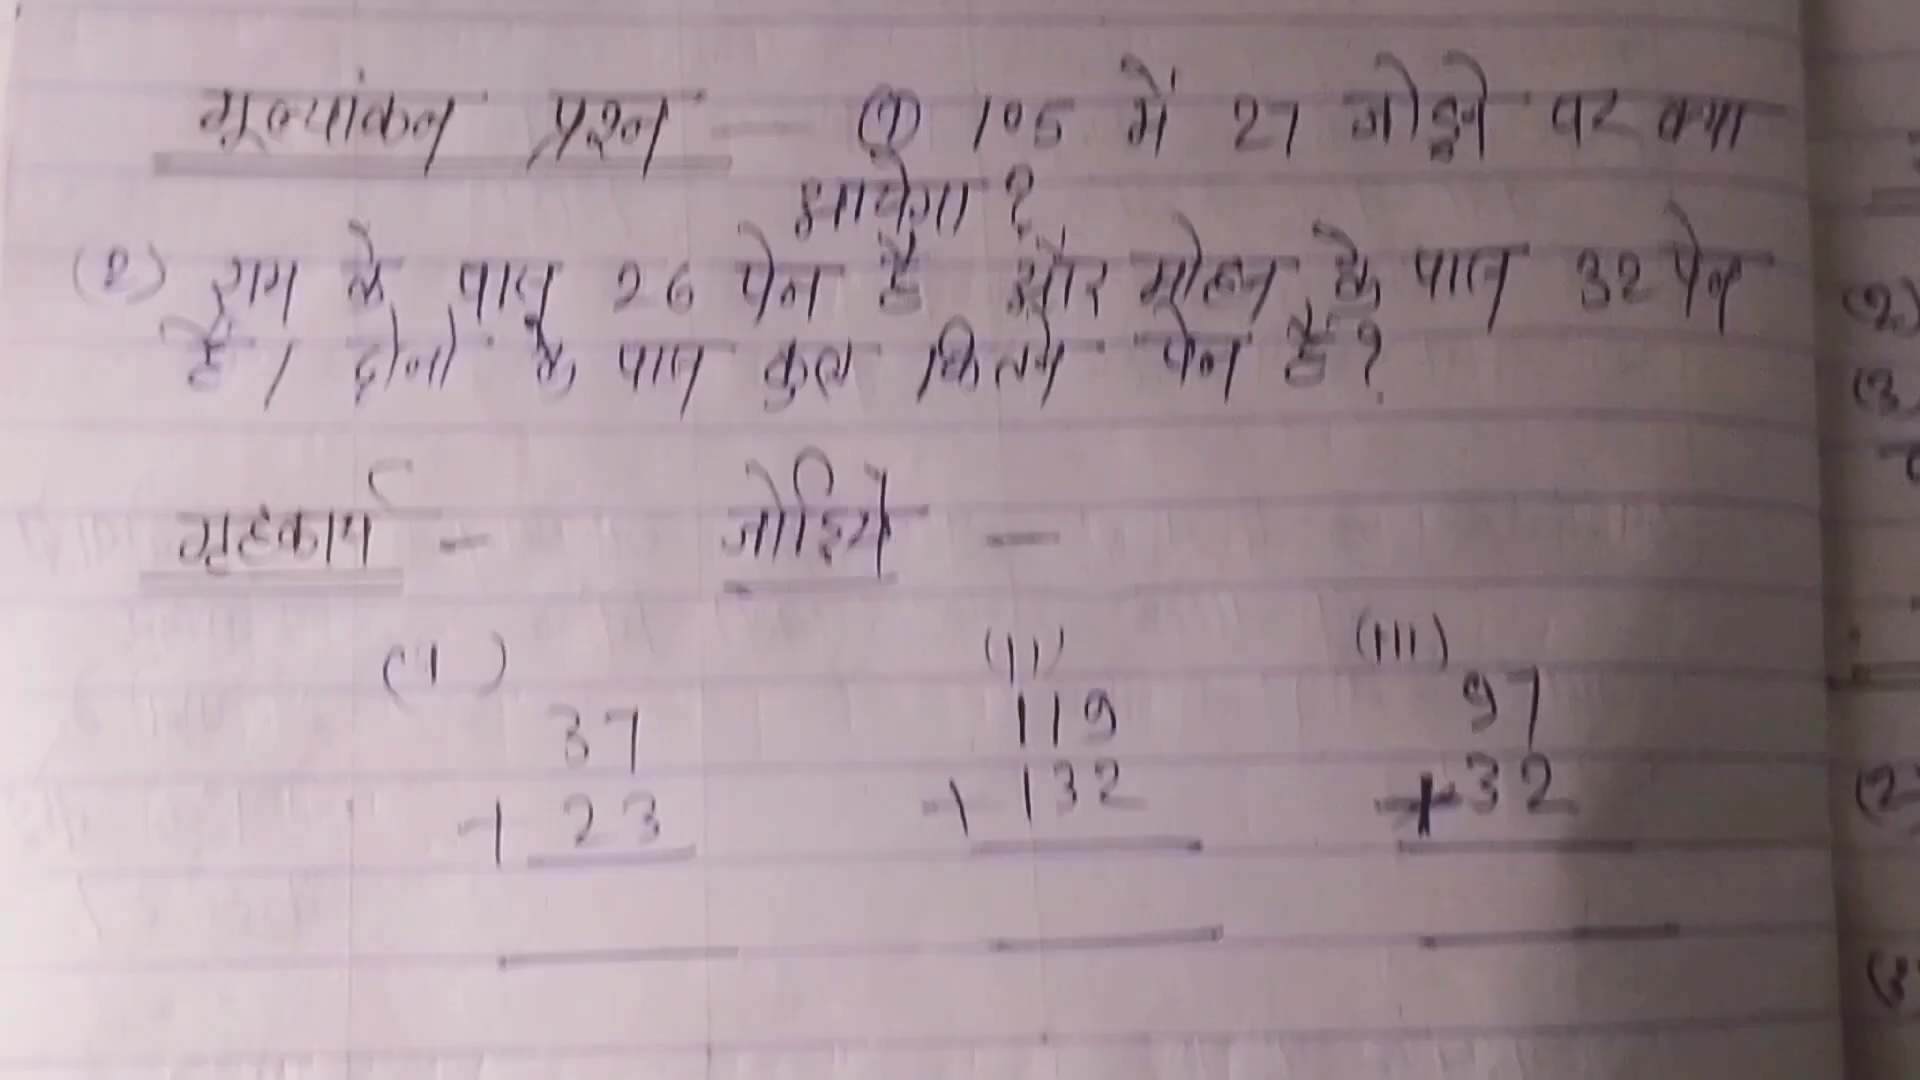 मूल्यांकन प्रश्न — (1) 105 में 27 जोड़ने पर क्या
आयेगा?
(2) राम के पास 26 पेन है और मोहन के पास 32 पेन
है। दोनों के पास कुल कितने पेन है?
गृहकार्य - जोड़िये -
(i) (ii) (iii)
37 119 97
+ 23 + 132 + 32